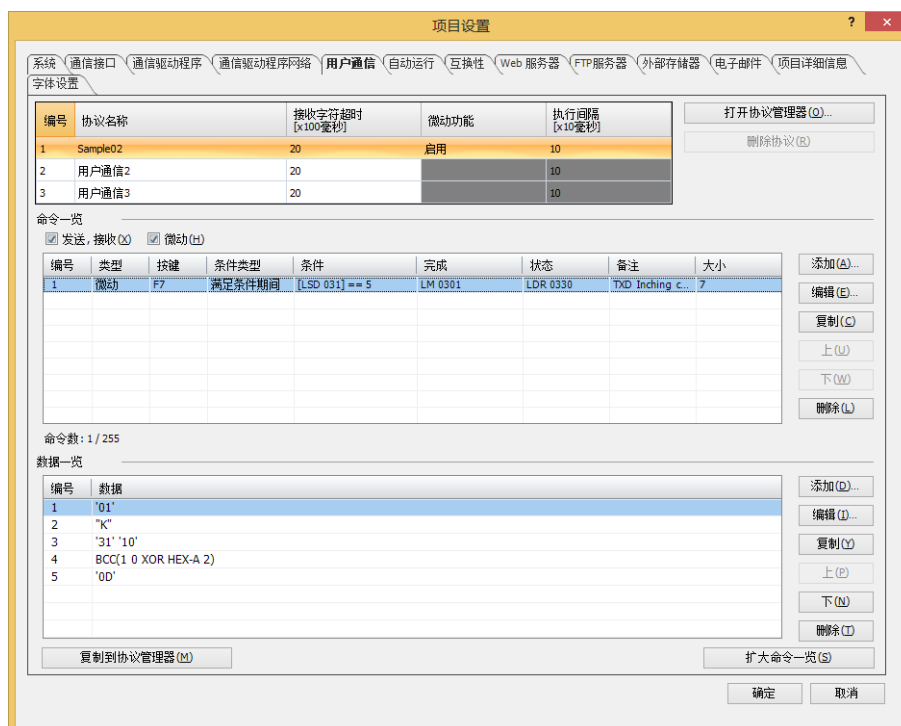 项目设置
? ×
系统 通信接口 通信驱动程序 通信驱动程序网络 用户通信 自动运行 互换性 Web 服务器 FTP服务器 外部存储器 电子邮件 项目详细信息
字体设置
编号 协议名称 接收字符超时 [x100毫秒] 微动功能 执行间隔 [x10毫秒]
1 Sample02 20 启用 10
2 用户通信2 20 10
3 用户通信3 20 10
打开协议管理器(O)...
删除协议(R)
命令一览
发送,接收(X) 微动(H)
编号 类型 按键 条件类型 条件 完成 状态 备注 大小
1 微动 F7 满足条件期间 [LSD 031] == 5 LM 0301 LDR 0330 TXD Inching c... 7
添加(A)...
编辑(E)...
复制(C)
上(U)
下(W)
删除(L)
命令数: 1 / 255
数据一览
编号 数据
1 '01'
2 "K"
3 '31' '10'
4 BCC(1 0 XOR HEX-A 2)
5 '0D'
添加(D)...
编辑(I)...
复制(Y)
上(P)
下(N)
删除(T)
复制到协议管理器(M) 扩大命令一览(S)
确定 取消